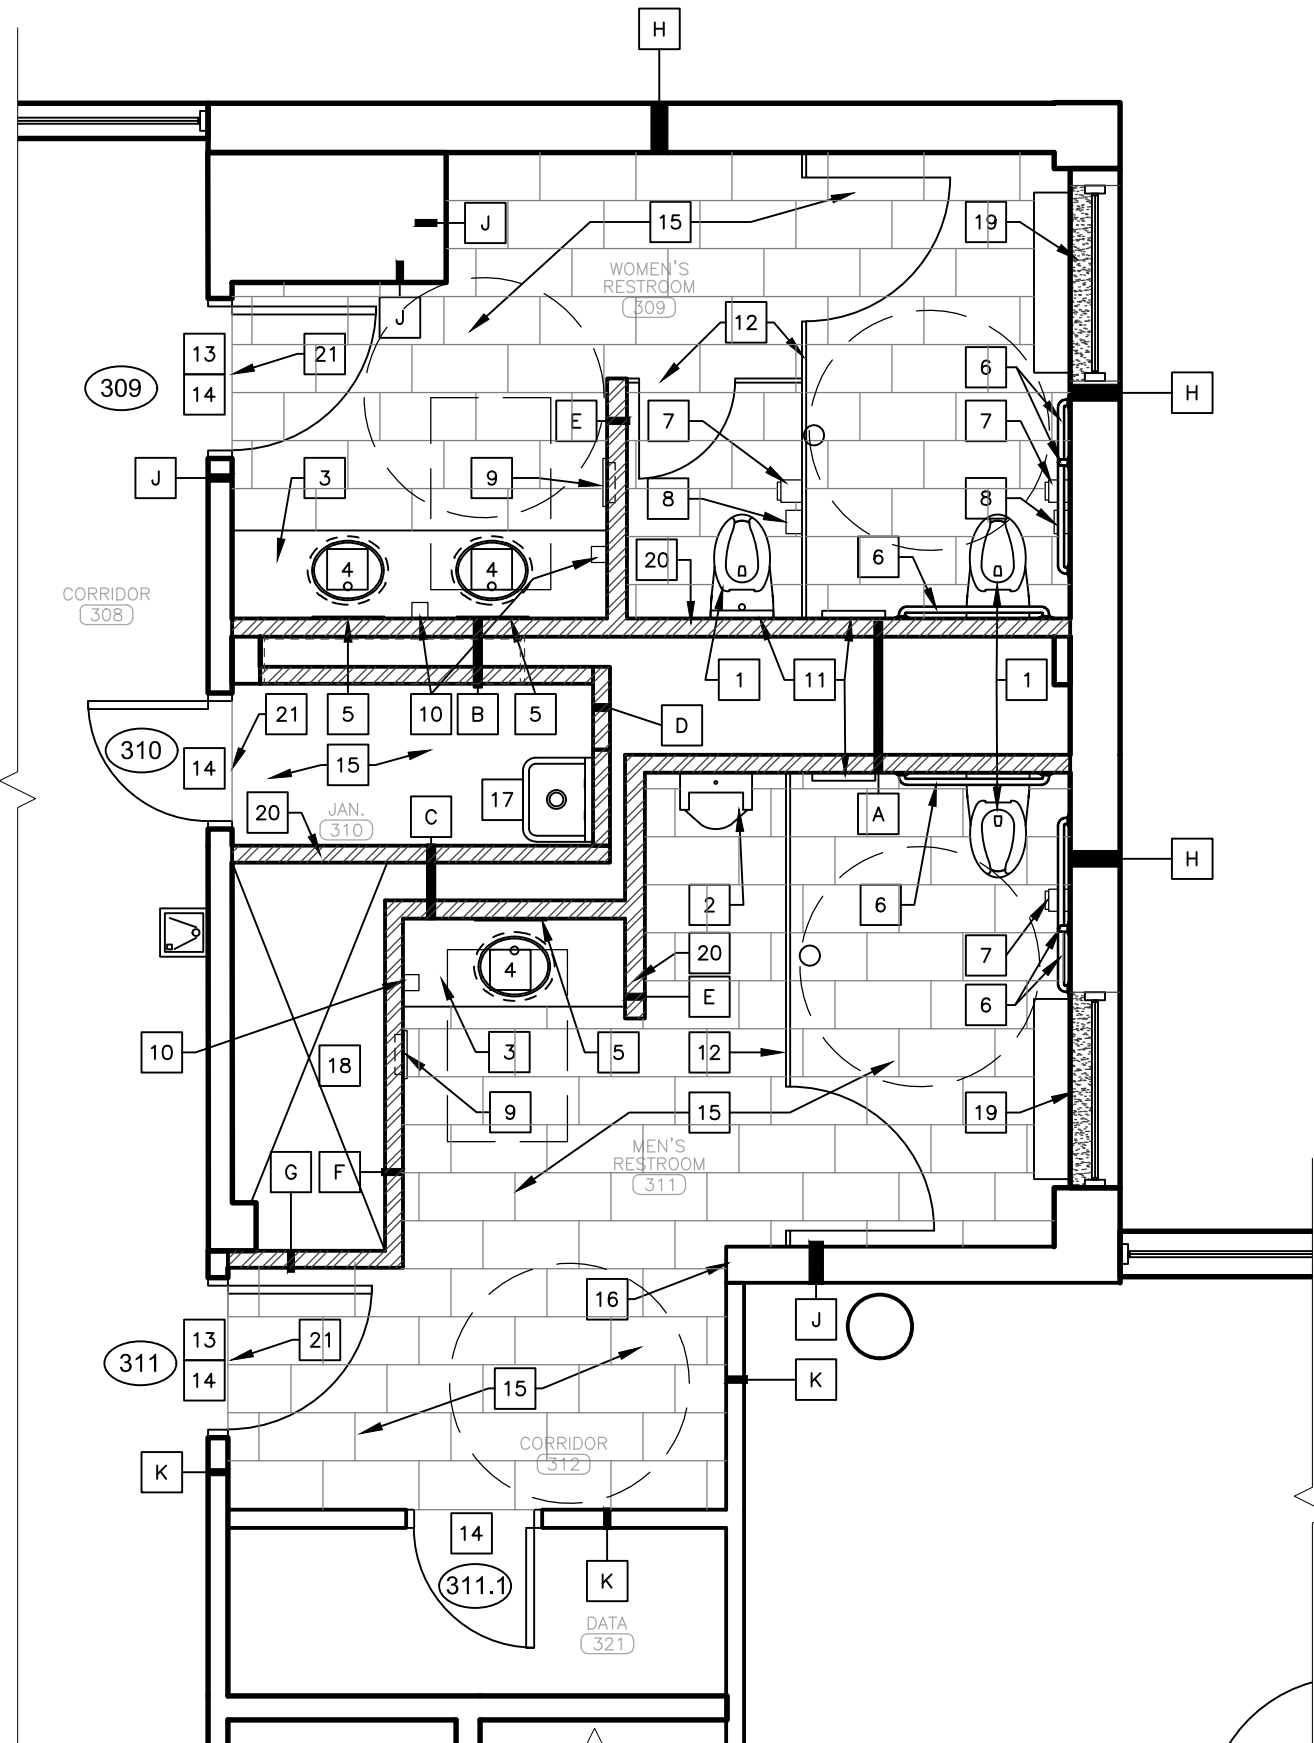 H
J
15
19
WOMEN'S
RESTROOM
309
J
12
13
21
14
309
6
H
E
7
7
J
3
9
8
8
4
4
20
6
CORRIDOR
308
1
11
1
21
5
10
B
5
D
310
14
15
17
JAN.
310
20
C
A
H
2
6
4
20
7
E
6
10
18
3
5
12
9
15
19
MEN'S
RESTROOM
311
G
F
16
13
21
14
311
J
15
K
CORRIDOR
312
K
14
311.1
K
DATA
321